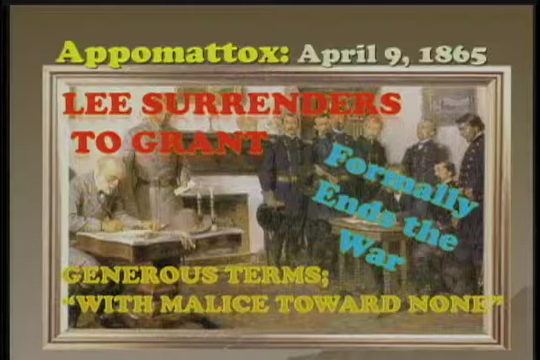 Appomattox: April 9, 1865
LEE SURRENDERS
TO GRANT
Formally
Ends the
War
GENEROUS TERMS;
“WITH MALICE TOWARD NONE”